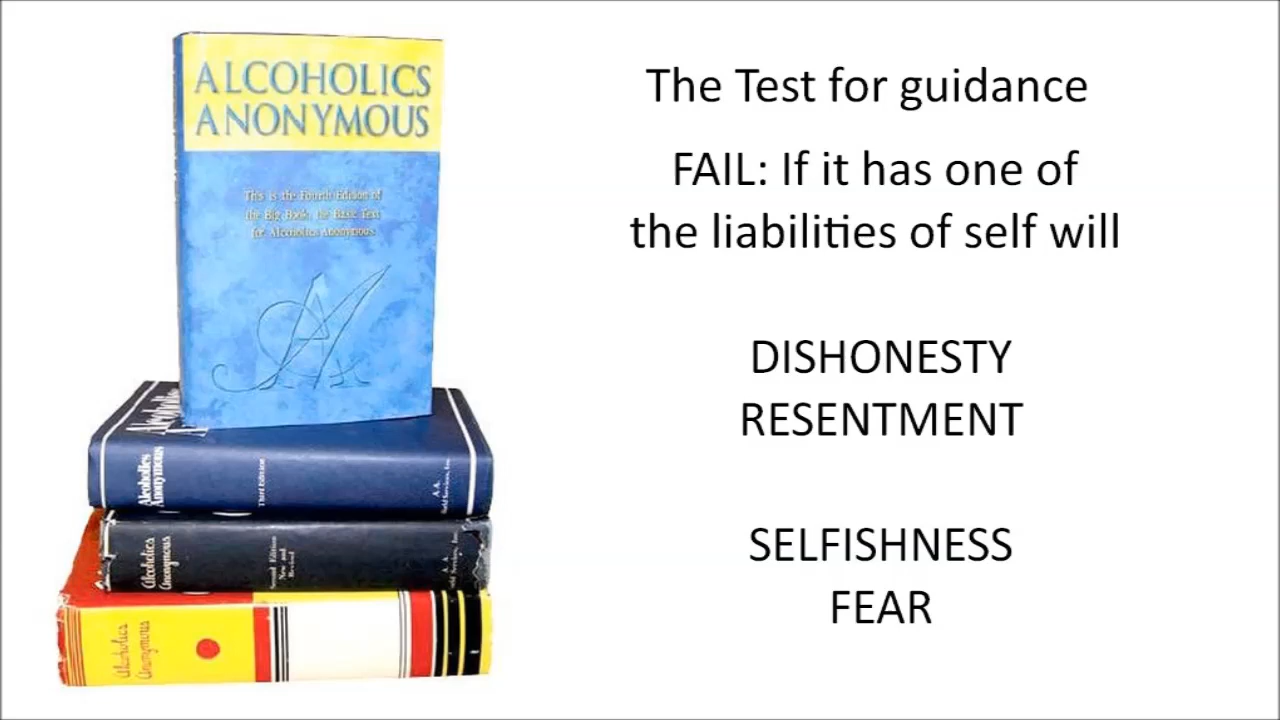 ALCOHOLICS
ANONYMOUS
This is the Fourth Edition of
the Big Book, the Basic Text
for Alcoholics Anonymous
Alcoholics
Anonymous
Third Edition
A.A.
Alcoholics
Anonymous
Second Edition
New and
Revised
A.A.
Alcoholics
Anonymous
The Test for guidance
FAIL: If it has one of
the liabilities of self will
DISHONESTY
RESENTMENT
SELFISHNESS
FEAR